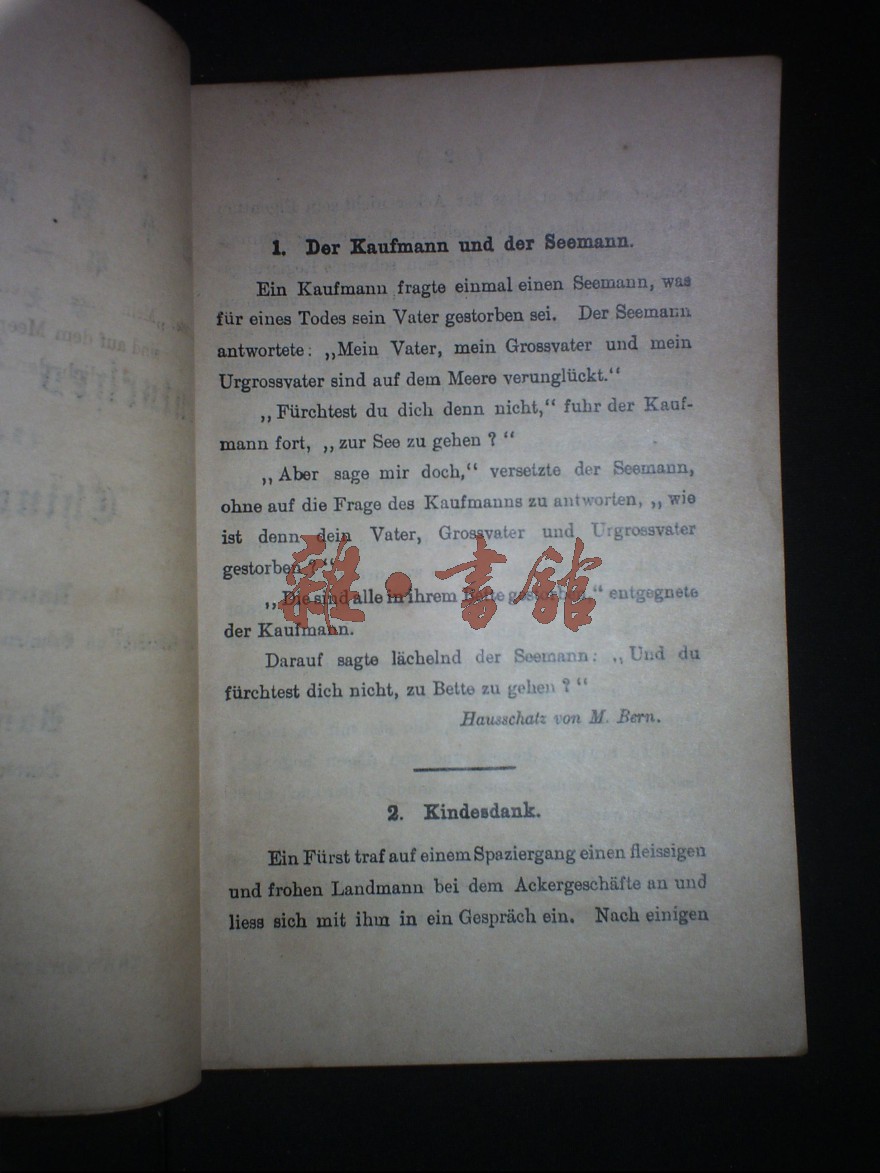 1. Der Kaufmann und der Seemann.
Ein Kaufmann fragte einmal einen Seemann, was
für eines Todes sein Vater gestorben sei. Der Seemann
antwortete: „Mein Vater, mein Grossvater und mein
Urgrossvater sind auf dem Meere verunglückt.“
„Fürchtest du dich denn nicht,“ fuhr der Kauf-
mann fort, „zur See zu gehen?“
„Aber sage mir doch,“ versetzte der Seemann,
ohne auf die Frage des Kaufmanns zu antworten, „wie
ist denn dein Vater, Grossvater und Urgrossvater
gestorben?“
„Die sind alle in ihrem Bette gestorben,“ entgegnete
der Kaufmann.
Darauf sagte lächelnd der Seemann: „Und du
fürchtest dich nicht, zu Bette zu gehen?“
Hausschatz von M. Bern.
2. Kindesdank.
Ein Fürst traf auf einem Spaziergang einen fleissigen
und frohen Landmann bei dem Ackergeschäfte an und
liess sich mit ihm in ein Gespräch ein. Nach einigen
雜·書館